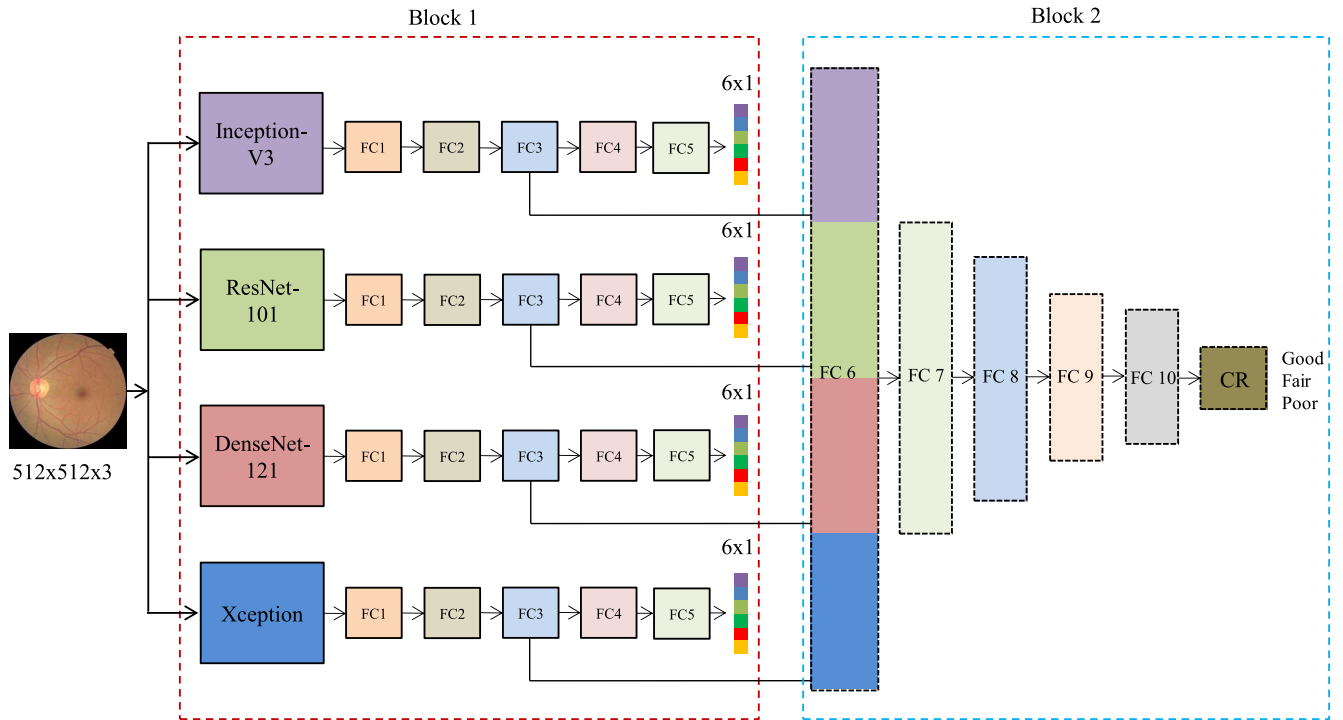 Block 1
Block 2
6x1
Inception-
V3
FC1
FC2
FC3
FC4
FC5
6x1
ResNet-
101
FC1
FC2
FC3
FC4
FC5
512x512x3
6x1
DenseNet-
121
FC1
FC2
FC3
FC4
FC5
6x1
Xception
FC1
FC2
FC3
FC4
FC5
FC 6
FC 7
FC 8
FC 9
FC 10
CR
Good
Fair
Poor